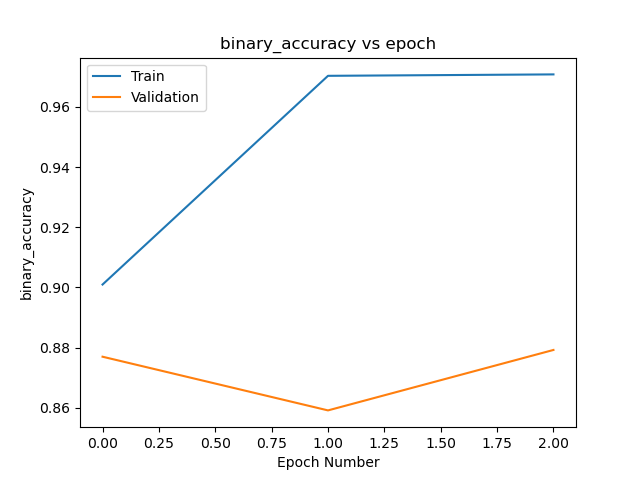 binary_accuracy vs epoch
Train
Validation
0.96
0.94
0.92
0.90
0.88
0.86
binary_accuracy
0.00 0.25 0.50 0.75 1.00 1.25 1.50 1.75 2.00
Epoch Number